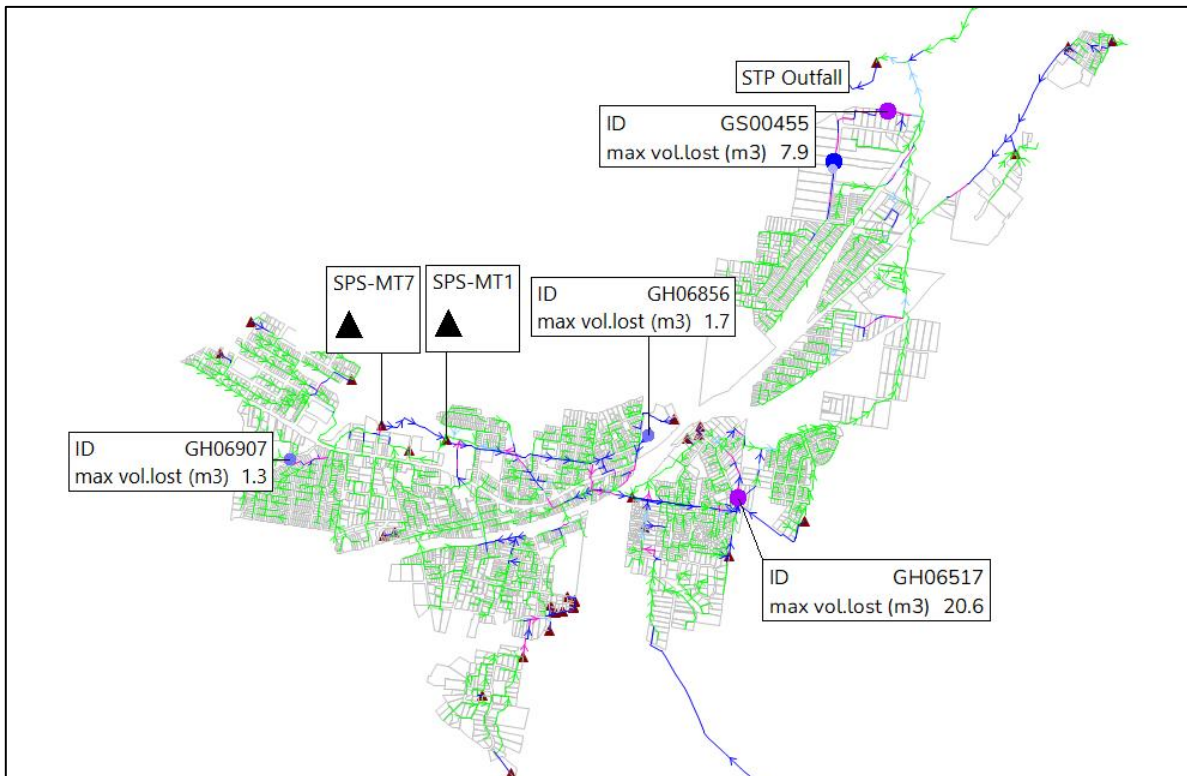 STP Outfall
ID GS00455
max vol.lost (m3) 7.9
SPS-MT7
SPS-MT1
ID GH06856
max vol.lost (m3) 1.7
ID GH06907
max vol.lost (m3) 1.3
ID GH06517
max vol.lost (m3) 20.6